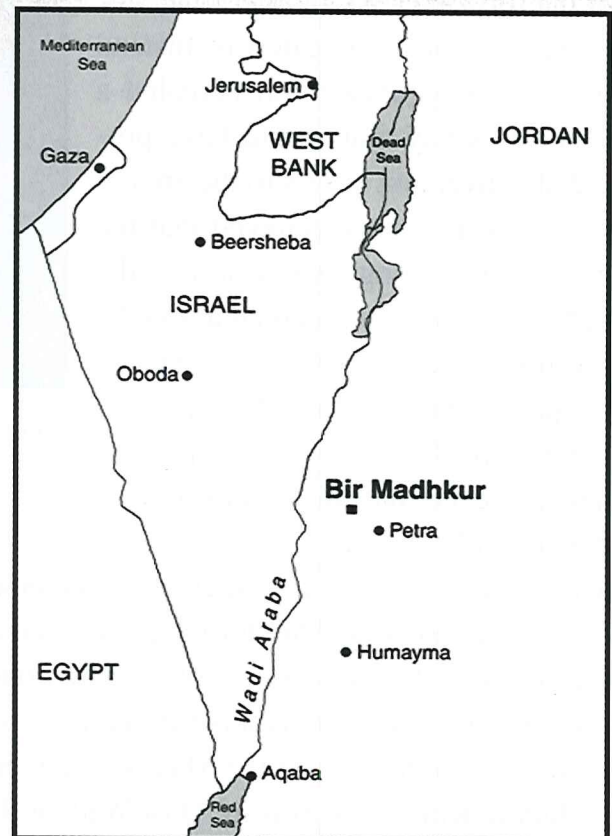 Mediterranean
Sea
Jerusalem
WEST
BANK
Dead
Sea
JORDAN
Gaza
Beersheba
ISRAEL
Oboda
Bir Madhkur
Petra
Wadi Araba
Humayma
EGYPT
Aqaba
Red
Sea